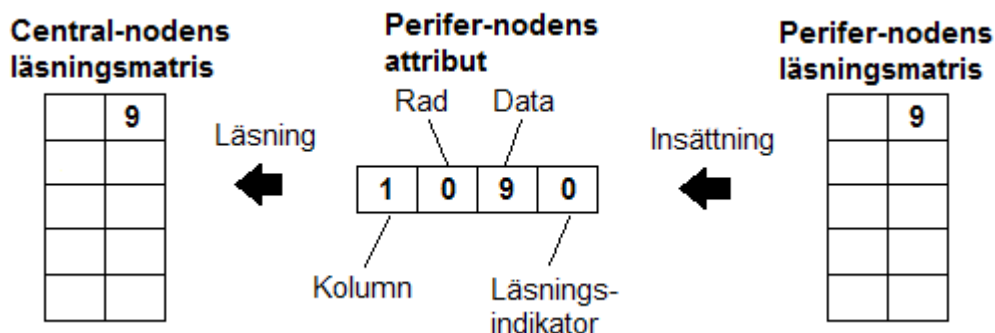 Central-nodens
läsningsmatris
9
Läsning
Perifer-nodens
attribut
Rad Data
1 0 9 0
Kolumn
Läsnings-
indikator
Insättning
Perifer-nodens
läsningsmatris
9